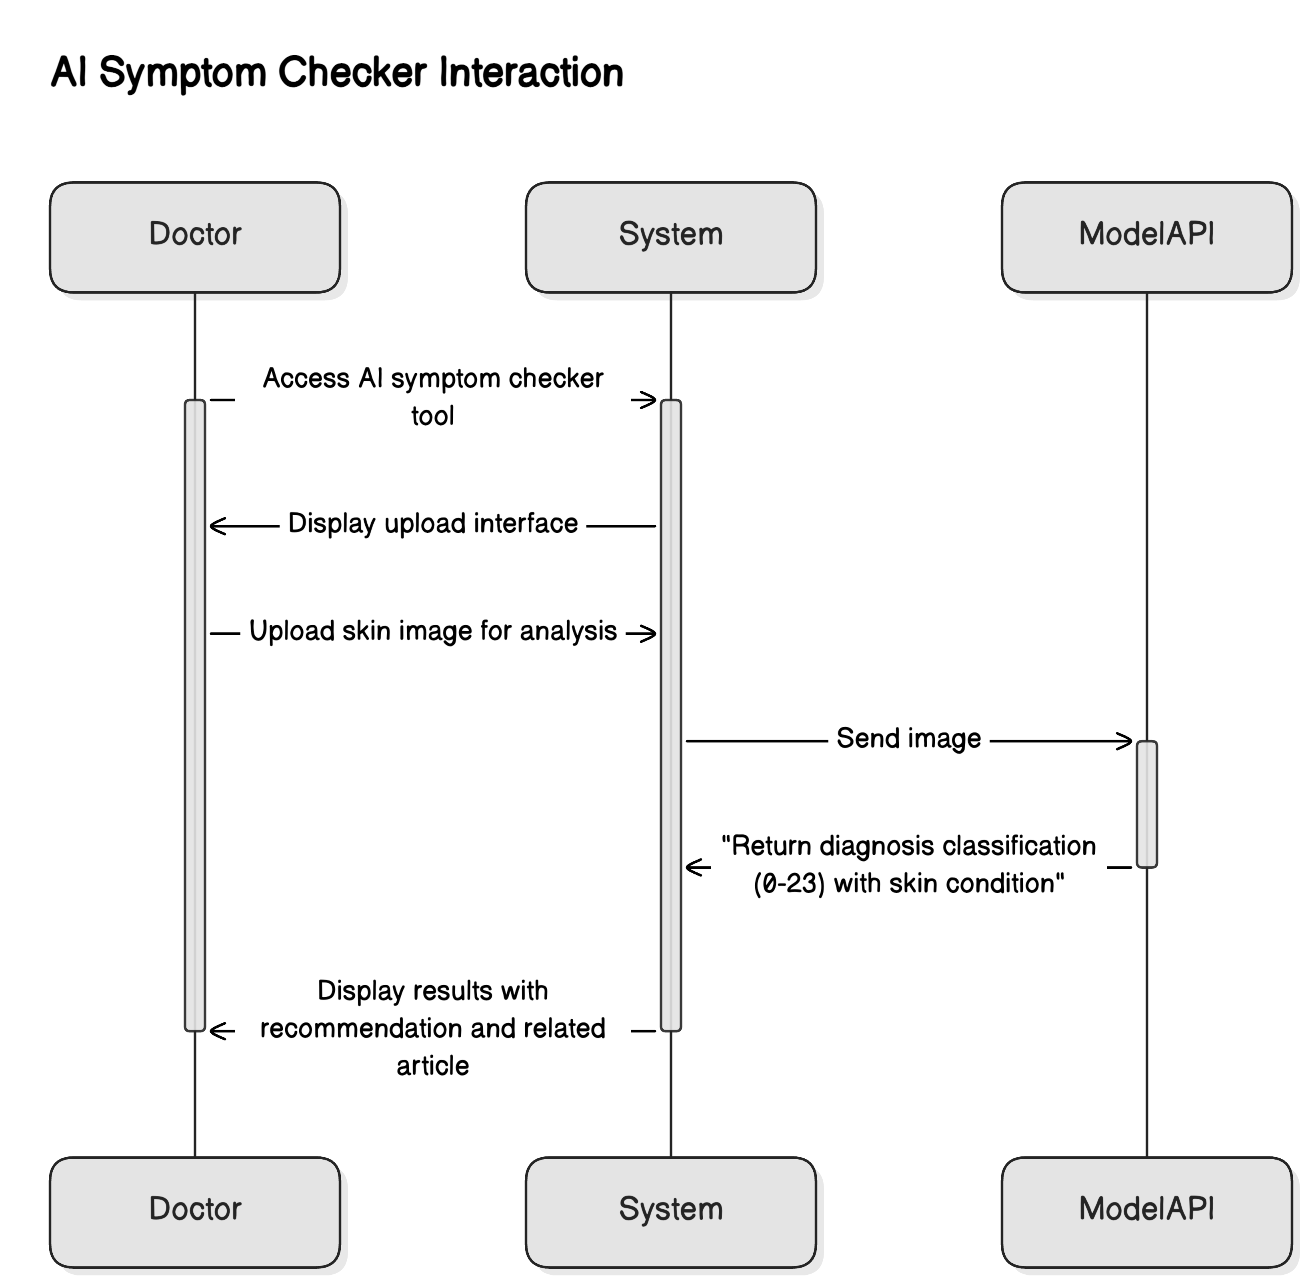 AI Symptom Checker Interaction
Doctor
System
ModelAPI
Access AI symptom checker
tool
Display upload interface
Upload skin image for analysis
Send image
"Return diagnosis classification
(0-23) with skin condition"
Display results with
recommendation and related
article
Doctor
System
ModelAPI